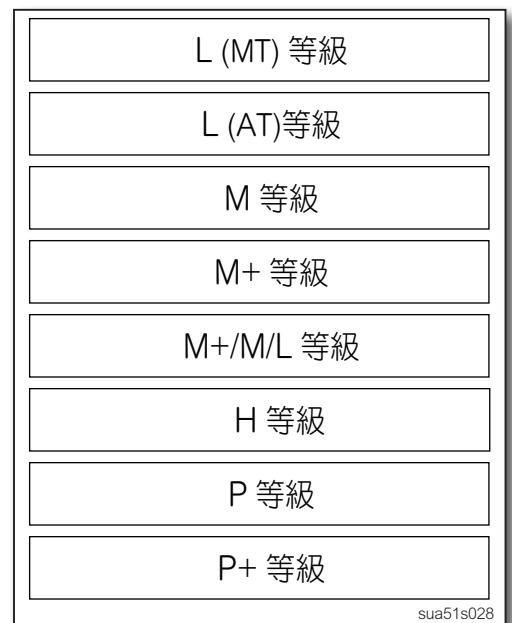 L (MT) 等級
L (AT)等級
M 等級
M+ 等級
M+/M/L 等級
H 等級
P 等級
P+ 等級
sua51s028